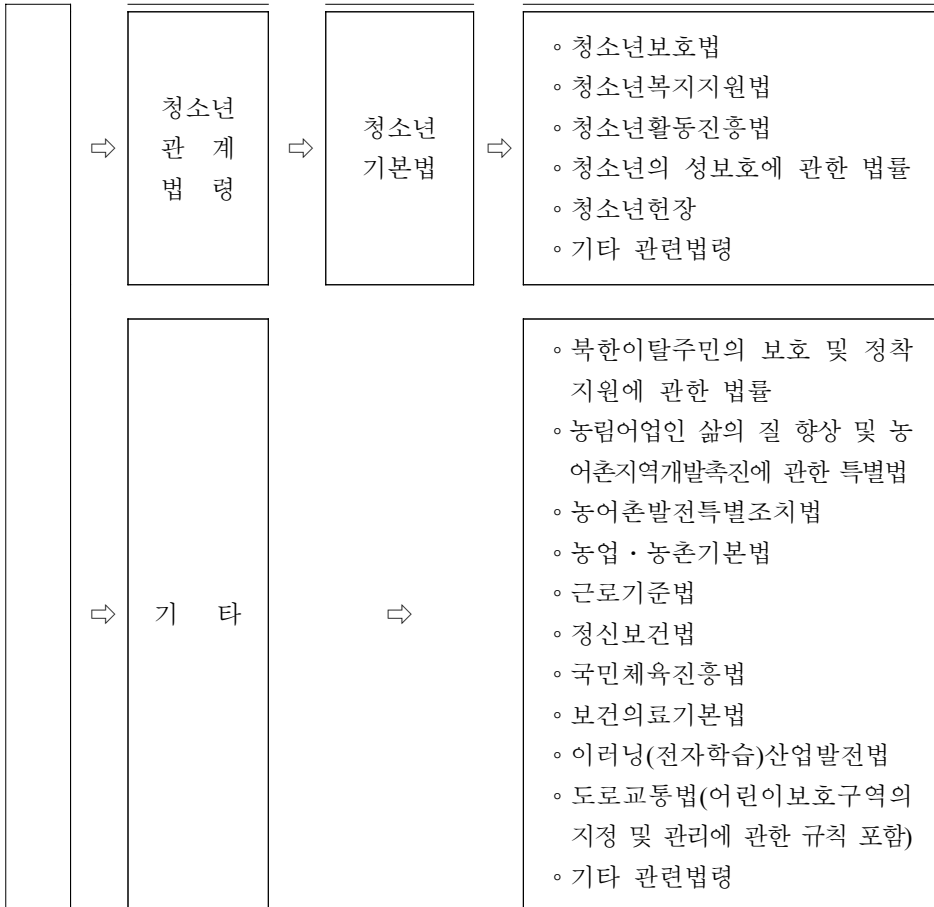 청소년
관 계
법 령
⇨
청소년
기본법
⇨
⇨
◦청소년보호법
◦청소년복지지원법
◦청소년활동진흥법
◦청소년의 성보호에 관한 법률
◦청소년헌장
◦기타 관련법령
⇨
기 타
⇨
◦북한이탈주민의 보호 및 정착
지원에 관한 법률
◦농림어업인 삶의 질 향상 및 농
어촌지역개발촉진에 관한 특별법
◦농어촌발전특별조치법
◦농업·농촌기본법
◦근로기준법
◦정신보건법
◦국민체육진흥법
◦보건의료기본법
◦이러닝(전자학습)산업발전법
◦도로교통법(어린이보호구역의
지정 및 관리에 관한 규칙 포함)
◦기타 관련법령